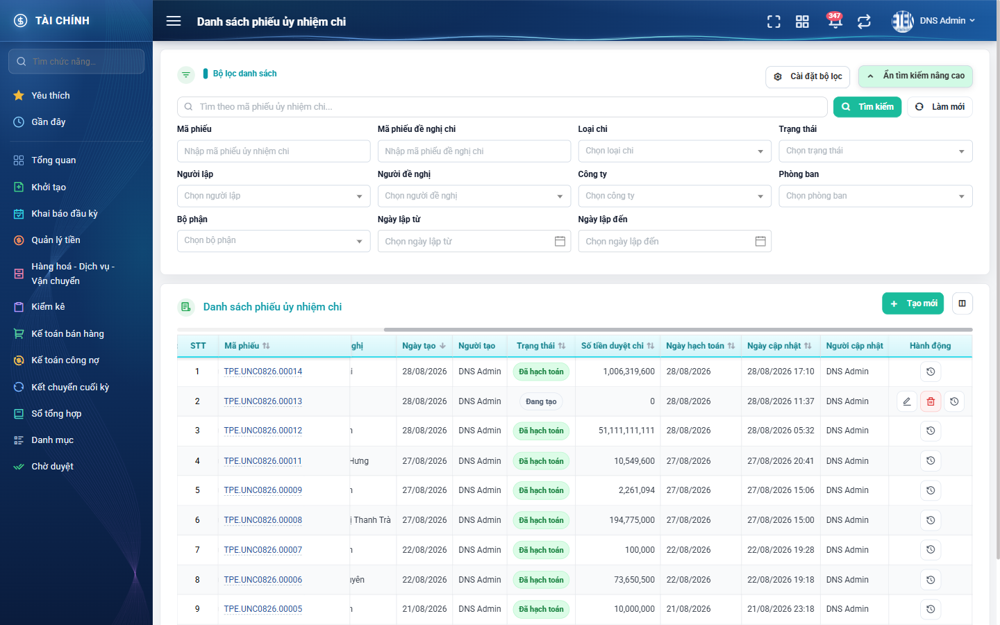 TÀI CHÍNH
Danh sách phiếu ủy nhiệm chi
347
DNS Admin
Tìm chức năng...
Yêu thích
Gần đây
Tổng quan
Khởi tạo
Khai báo đầu kỳ
Quản lý tiền
Hàng hoá - Dịch vụ -
Vận chuyển
Kiểm kê
Kế toán bán hàng
Kế toán công nợ
Kết chuyển cuối kỳ
Sổ tổng hợp
Danh mục
Chờ duyệt
Bộ lọc danh sách
Cài đặt bộ lọc
Ẩn tìm kiếm nâng cao
Tìm theo mã phiếu ủy nhiệm chi...
Tìm kiếm
Làm mới
Mã phiếu
Mã phiếu đề nghị chi
Loại chi
Trạng thái
Nhập mã phiếu ủy nhiệm chi
Nhập mã phiếu đề nghị chi
Chọn loại chi
Chọn trạng thái
Người lập
Người đề nghị
Công ty
Phòng ban
Chọn người lập
Chọn người đề nghị
Chọn công ty
Chọn phòng ban
Bộ phận
Ngày lập từ
Ngày lập đến
Chọn bộ phận
Chọn ngày lập từ
Chọn ngày lập đến
Danh sách phiếu ủy nhiệm chi
Tạo mới
STT Mã phiếu ghị Ngày tạo Người tạo Trạng thái Số tiền duyệt chi Ngày hạch toán Ngày cập nhật Người cập nhật Hành động
1 TPE.UNC0826.00014 i 28/08/2026 DNS Admin Đã hạch toán 1,006,319,600 28/08/2026 28/08/2026 17:10 DNS Admin
2 TPE.UNC0826.00013 28/08/2026 DNS Admin Đang tạo 0 28/08/2026 28/08/2026 11:37 DNS Admin
3 TPE.UNC0826.00012 n 28/08/2026 DNS Admin Đã hạch toán 51,111,111,111 28/08/2026 28/08/2026 05:32 DNS Admin
4 TPE.UNC0826.00011 Hưng 27/08/2026 DNS Admin Đã hạch toán 10,549,600 27/08/2026 27/08/2026 20:41 DNS Admin
5 TPE.UNC0826.00009 n 27/08/2026 DNS Admin Đã hạch toán 2,261,094 27/08/2026 27/08/2026 15:06 DNS Admin
6 TPE.UNC0826.00008 ị Thanh Trà 27/08/2026 DNS Admin Đã hạch toán 194,775,000 27/08/2026 27/08/2026 15:00 DNS Admin
7 TPE.UNC0826.00007 n 22/08/2026 DNS Admin Đã hạch toán 100,000 22/08/2026 22/08/2026 19:28 DNS Admin
8 TPE.UNC0826.00006 uyên 22/08/2026 DNS Admin Đã hạch toán 73,650,500 22/08/2026 22/08/2026 19:18 DNS Admin
9 TPE.UNC0826.00005 n 21/08/2026 DNS Admin Đã hạch toán 10,000,000 21/08/2026 21/08/2026 23:18 DNS Admin